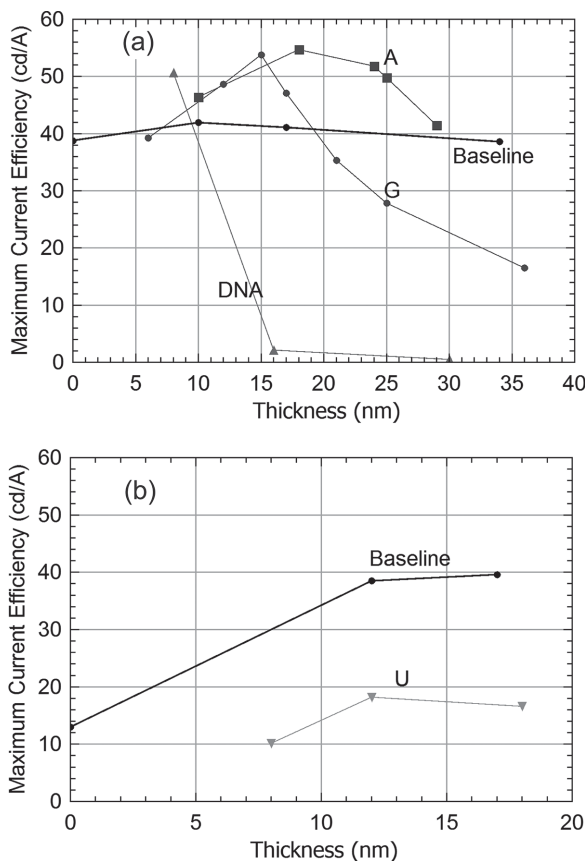 (a)
Maximum Current Efficiency (cd/A)
60
50
40
30
20
10
0
A
Baseline
G
DNA
0 5 10 15 20 25 30 35 40
Thickness (nm)
(b)
Maximum Current Efficiency (cd/A)
60
50
40
30
20
10
0
Baseline
U
0 5 10 15 20
Thickness (nm)